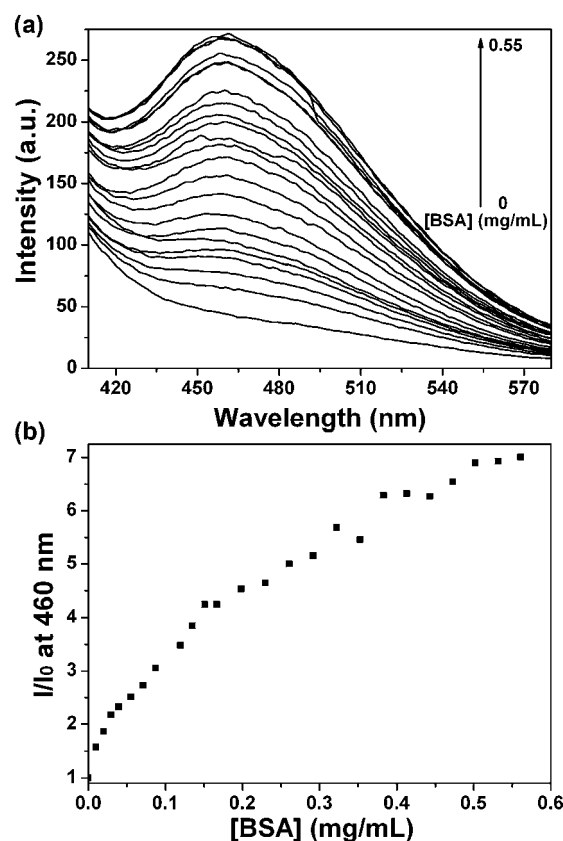 (a)
Intensity (a.u.)
250
200
150
100
50
0
0.55
0
[BSA] (mg/mL)
420 450 480 510 540 570
Wavelength (nm)
(b)
I/I₀ at 460 nm
7
6
5
4
3
2
1
0.0 0.1 0.2 0.3 0.4 0.5 0.6
[BSA] (mg/mL)